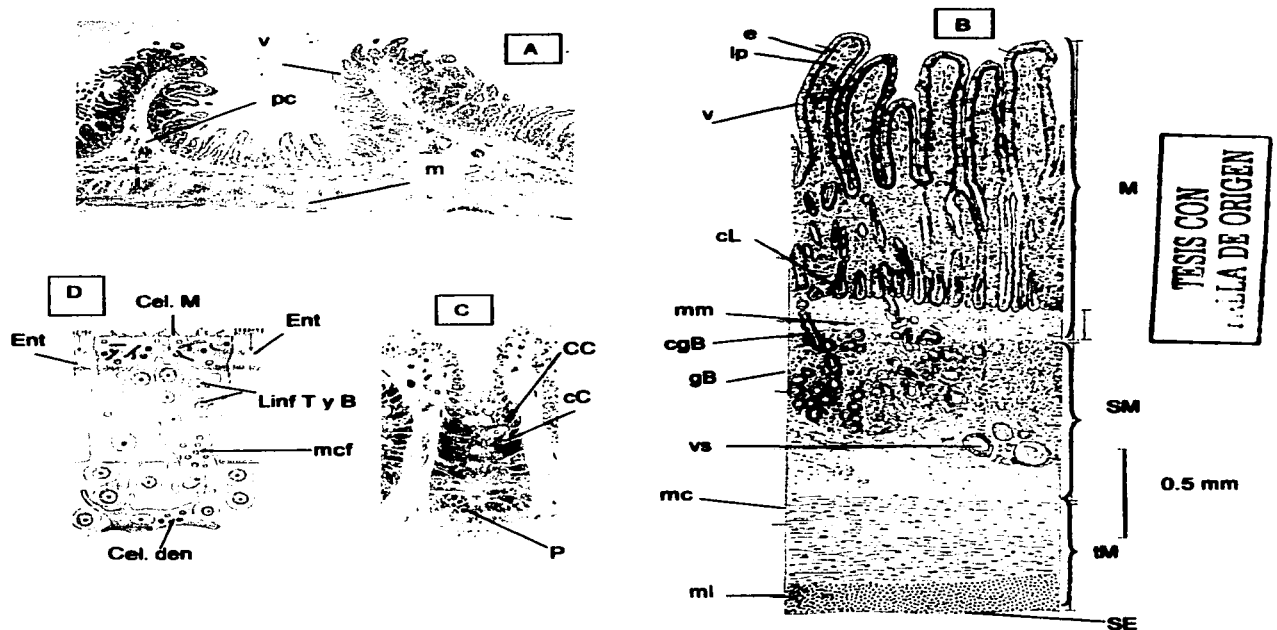 A
v
pc
m
B
e
lp
v
cL
mm
cgB
gB
vs
mc
ml
M
SM
0.5 mm
tM
SE
TESIS CON
FALLA DE ORIGEN
D
Cel. M
Ent
Ent
Linf T y B
mcf
Cel. den
C
CC
cC
P